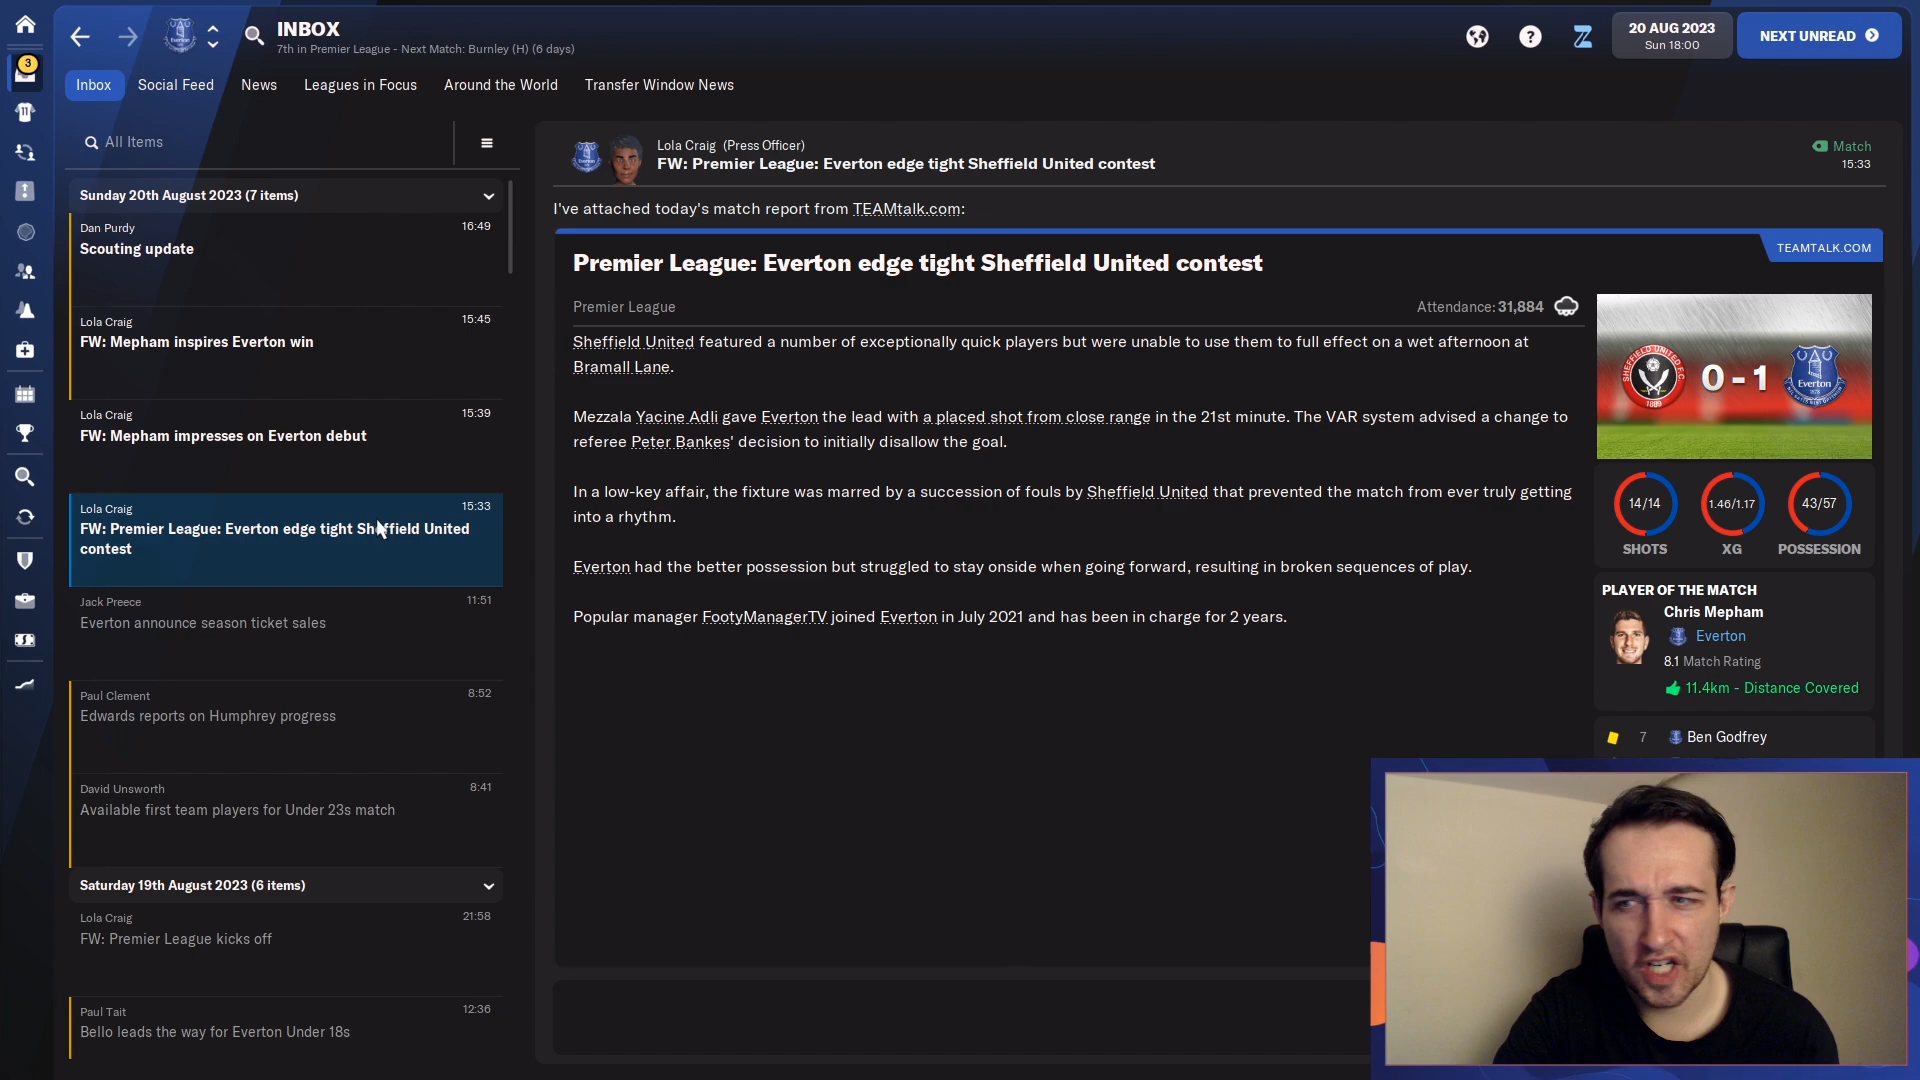 3
11
INBOX
7th in Premier League - Next Match: Burnley (H) (6 days)
20 AUG 2023
Sun 18:00
NEXT UNREAD
Inbox
Social Feed
News
Leagues in Focus
Around the World
Transfer Window News
All Items
Sunday 20th August 2023 (7 items)
Dan Purdy
16:49
Scouting update
Lola Craig
15:45
FW: Mepham inspires Everton win
Lola Craig
15:39
FW: Mepham impresses on Everton debut
Lola Craig
15:33
FW: Premier League: Everton edge tight Sheffield United
contest
Jack Preece
11:51
Everton announce season ticket sales
Paul Clement
8:52
Edwards reports on Humphrey progress
David Unsworth
8:41
Available first team players for Under 23s match
Saturday 19th August 2023 (6 items)
Lola Craig
21:58
FW: Premier League kicks off
Paul Tait
12:36
Bello leads the way for Everton Under 18s
Lola Craig (Press Officer)
FW: Premier League: Everton edge tight Sheffield United contest
Match
15:33
I've attached today's match report from TEAMtalk.com:
TEAMTALK.COM
Premier League: Everton edge tight Sheffield United contest
Premier League
Attendance: 31,884
Sheffield United featured a number of exceptionally quick players but were unable to use them to full effect on a wet afternoon at
Bramall Lane.
Mezzala Yacine Adli gave Everton the lead with a placed shot from close range in the 21st minute. The VAR system advised a change to
referee Peter Bankes' decision to initially disallow the goal.
In a low-key affair, the fixture was marred by a succession of fouls by Sheffield United that prevented the match from ever truly getting
into a rhythm.
Everton had the better possession but struggled to stay onside when going forward, resulting in broken sequences of play.
Popular manager FootyManagerTV joined Everton in July 2021 and has been in charge for 2 years.
SHEFFIELD UNITED F.C.
1889
0 - 1
Everton
1878
14/14
1.46/1.17
43/57
SHOTS
XG
POSSESSION
PLAYER OF THE MATCH
Chris Mepham
Everton
8.1 Match Rating
11.4km - Distance Covered
7
Ben Godfrey